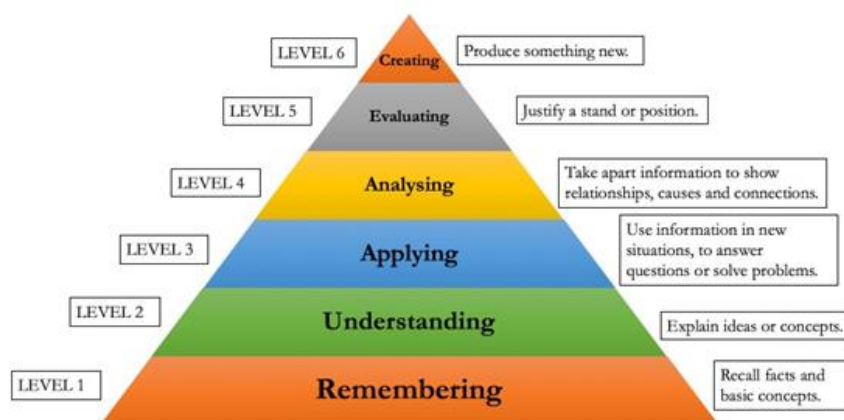 LEVEL 6
Creating
Produce something new.
LEVEL 5
Evaluating
Justify a stand or position.
LEVEL 4
Analysing
Take apart information to show
relationships, causes and connections.
LEVEL 3
Applying
Use information in new
situations, to answer
questions or solve problems.
LEVEL 2
Understanding
Explain ideas or concepts.
LEVEL 1
Remembering
Recall facts and
basic concepts.